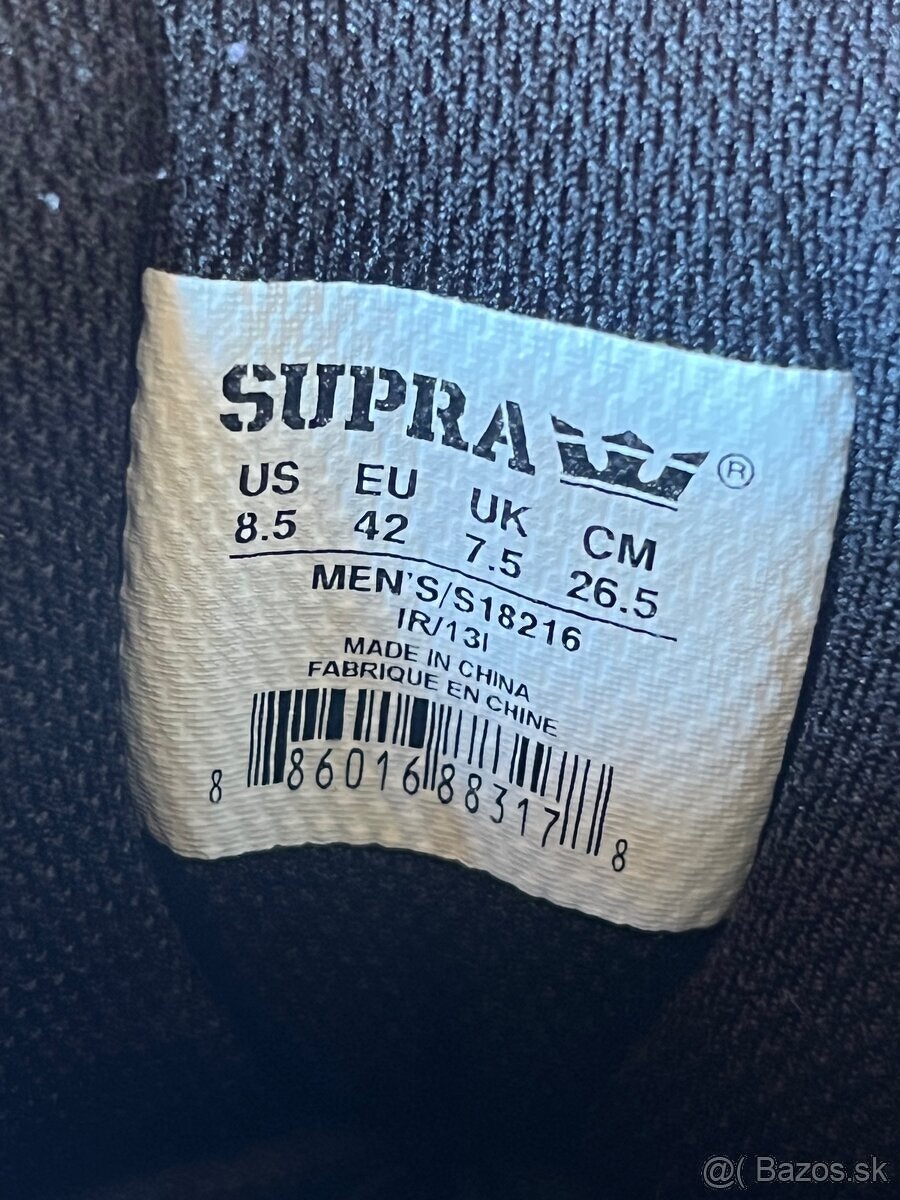 SUPRA ®
US EU UK CM
8.5 42 7.5 26.5
MEN'S/S18216
IR/13I
MADE IN CHINA
FABRIQUE EN CHINE
8 86016 88317 8
@( Bazos.sk